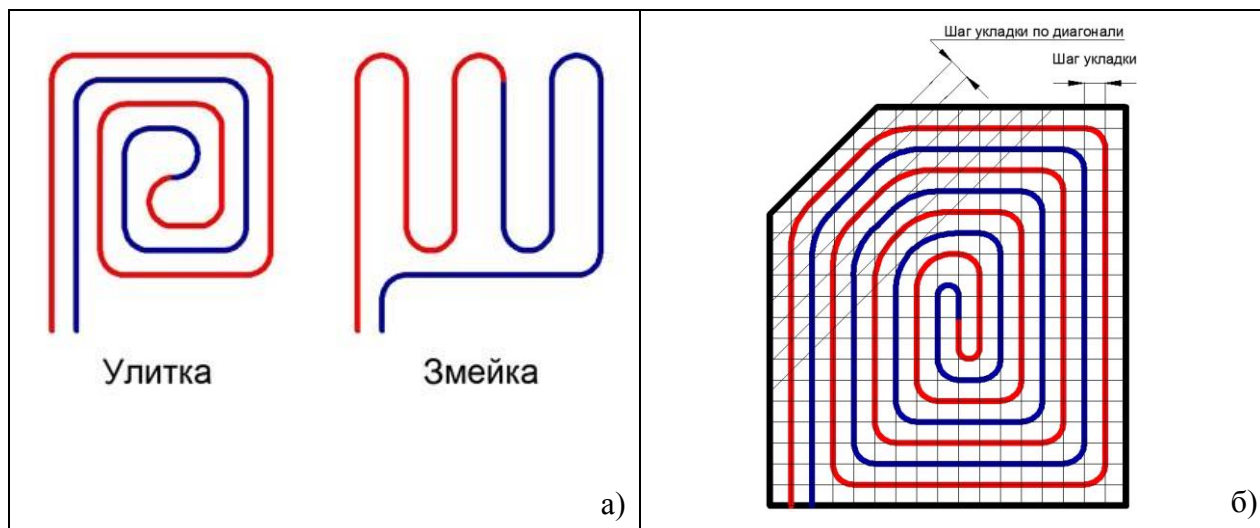 Улитка
Змейка
а)
Шаг укладки по диагонали
Шаг укладки
б)